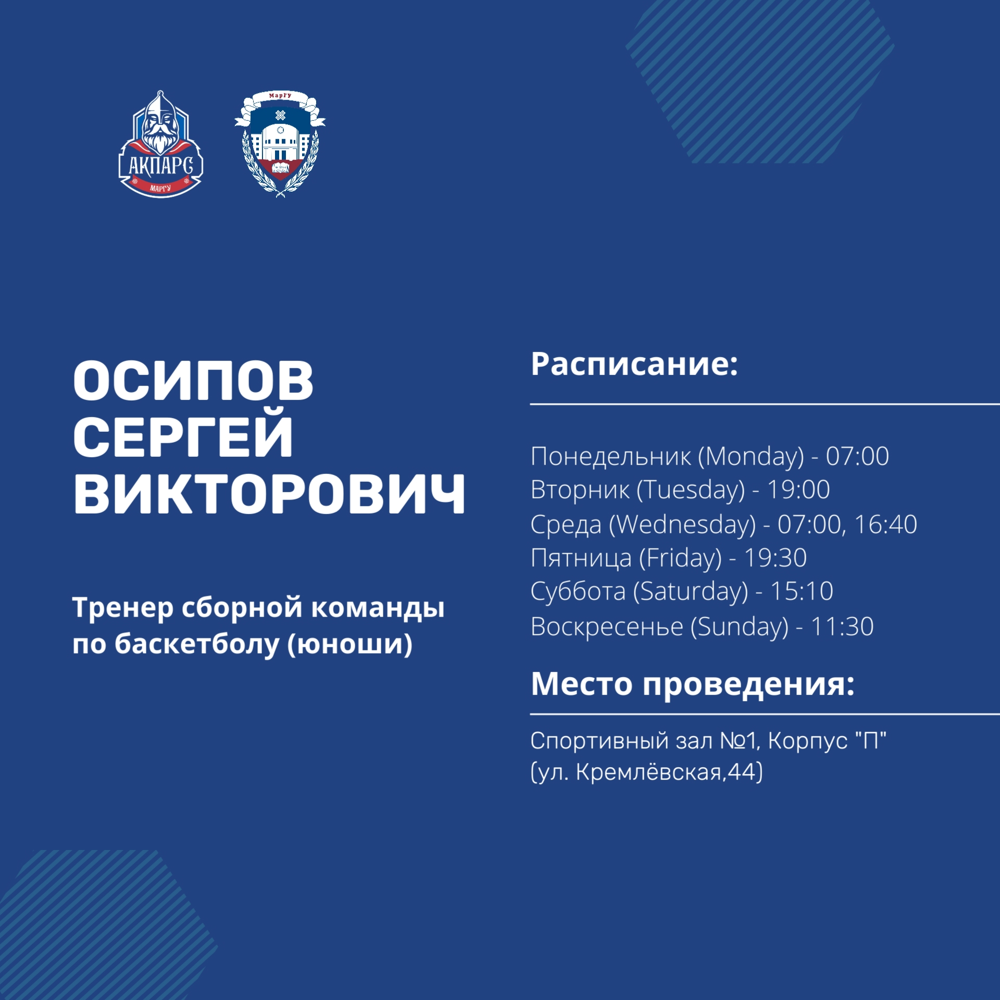 АКПАРС
МАРГУ
МарГУ
ОСИПОВ
СЕРГЕЙ
ВИКТОРОВИЧ
Тренер сборной команды
по баскетболу (юноши)
Расписание:
Понедельник (Monday) - 07:00
Вторник (Tuesday) - 19:00
Среда (Wednesday) - 07:00, 16:40
Пятница (Friday) - 19:30
Суббота (Saturday) - 15:10
Воскресенье (Sunday) - 11:30
Место проведения:
Спортивный зал №1, Корпус "П"
(ул. Кремлёвская,44)